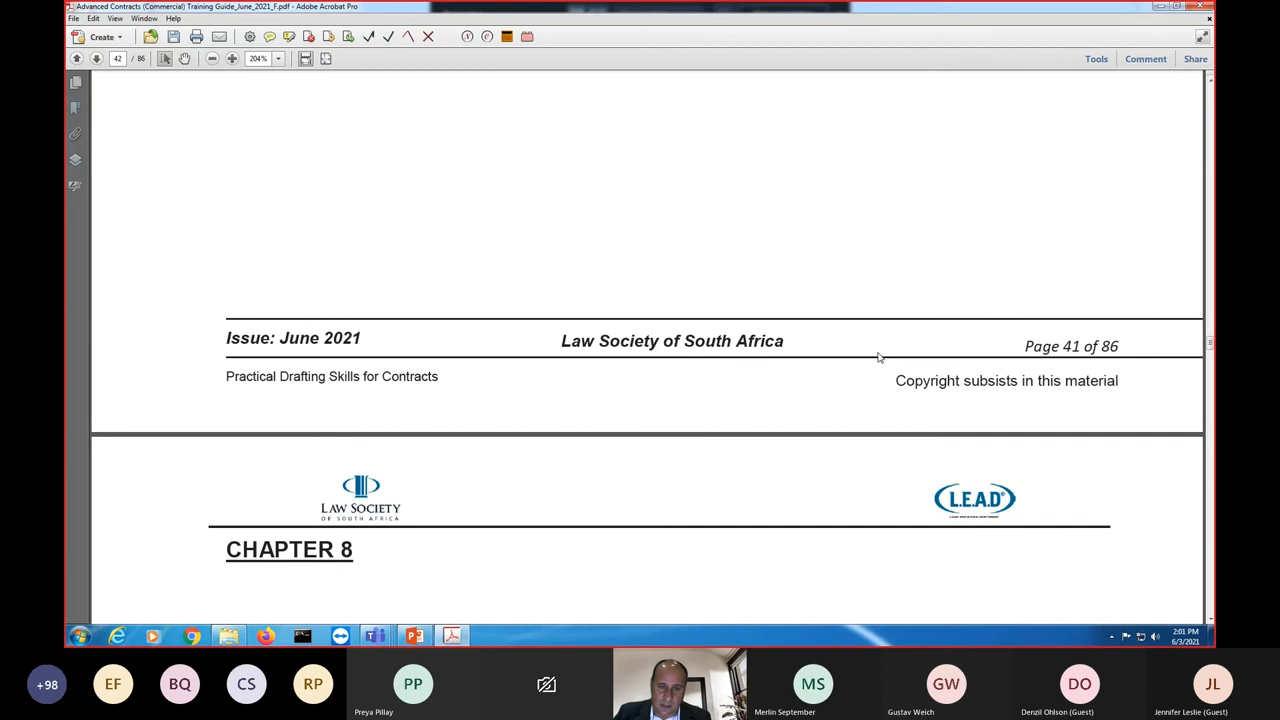 Advanced Contracts (Commercial) Training Guide_June_2021_F.pdf - Adobe Acrobat Pro
File Edit View Window Help
Create
42 / 86 204% Tools Comment Share
Issue: June 2021 Law Society of South Africa Page 41 of 86
Practical Drafting Skills for Contracts Copyright subsists in this material
LAW SOCIETY
OF SOUTH AFRICA
L.E.A.D®
CHAPTER 8
2:01 PM
6/3/2021
+98 EF BQ CS RP PP MS GW DO JL
Preya Pillay Merlin September Gustav Weich Denzil Ohlson (Guest) Jennifer Leslie (Guest)